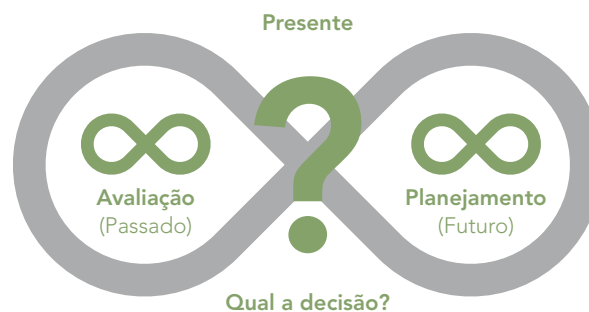 Presente
?
Avaliação
(Passado)
Planejamento
(Futuro)
Qual a decisão?